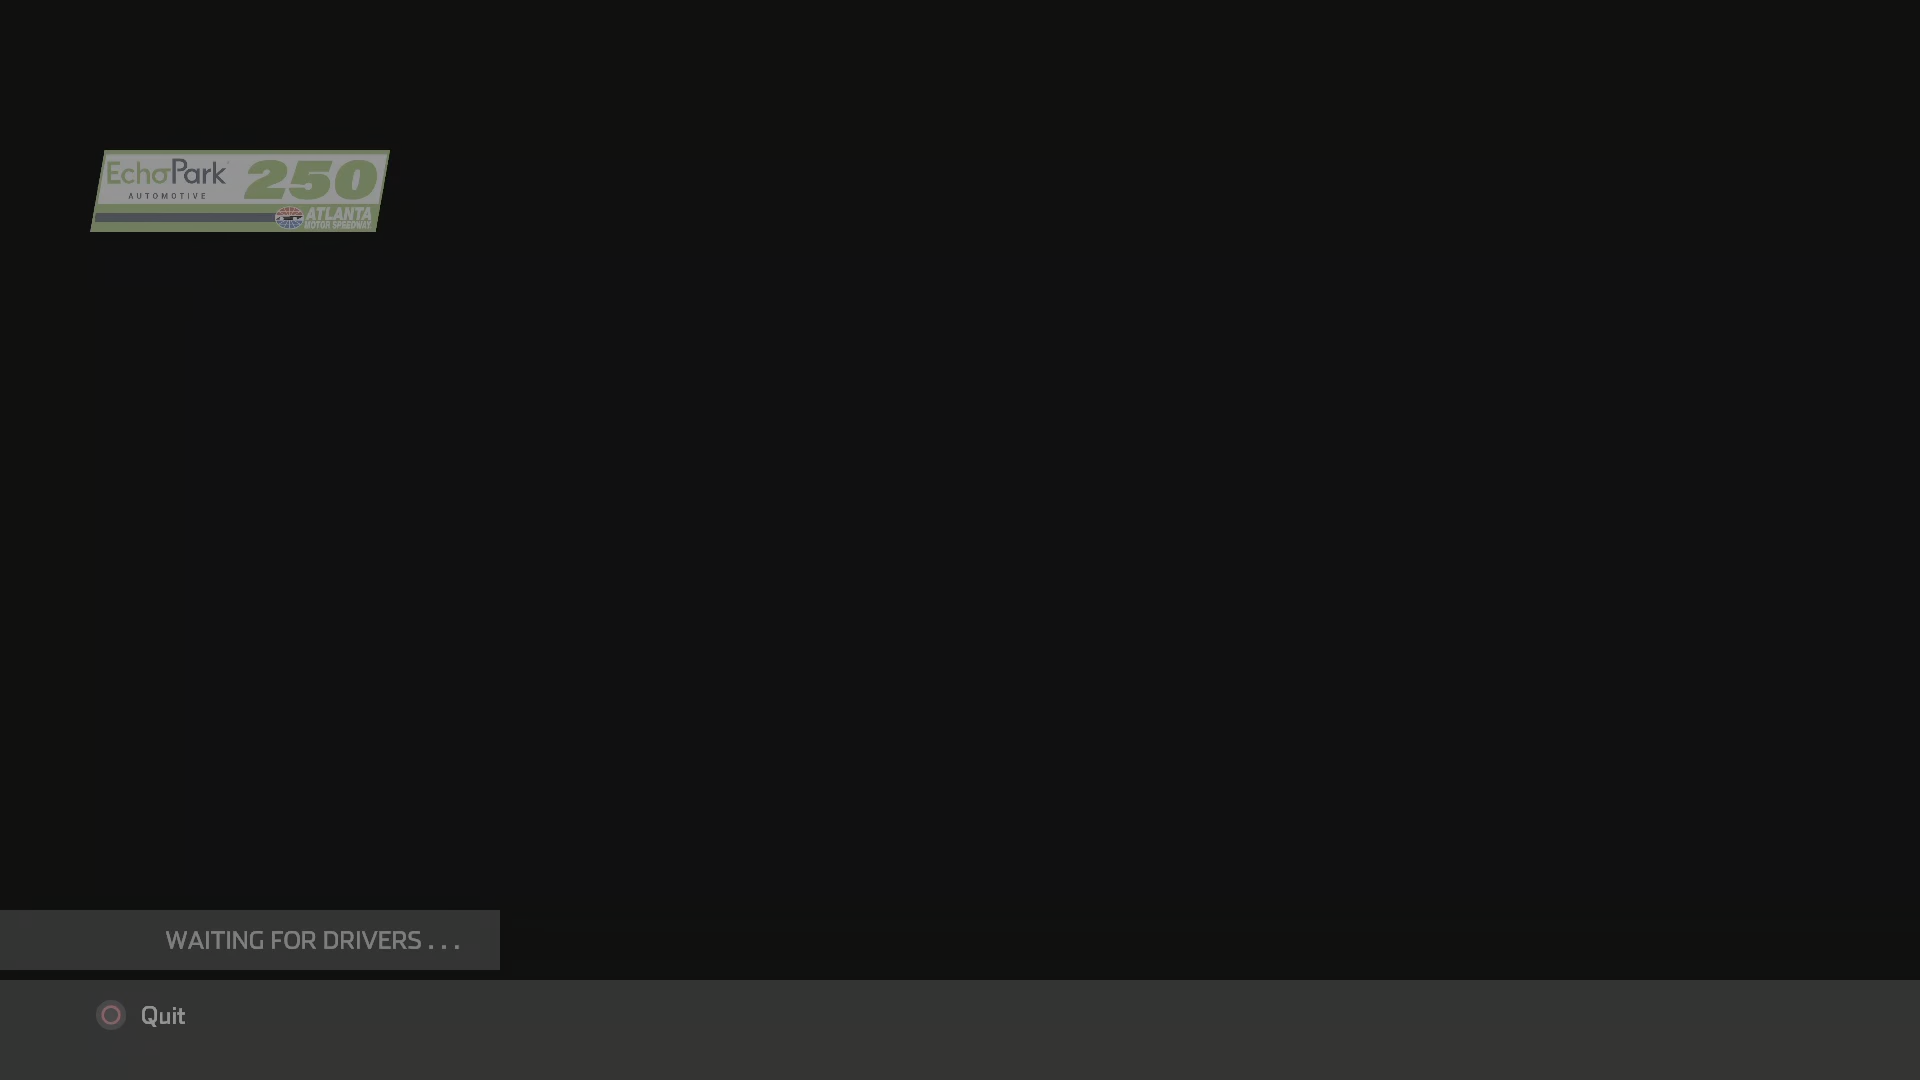 EchoPark 250
AUTOMOTIVE
ATLANTA
MOTOR SPEEDWAY
WAITING FOR DRIVERS . . .
Quit